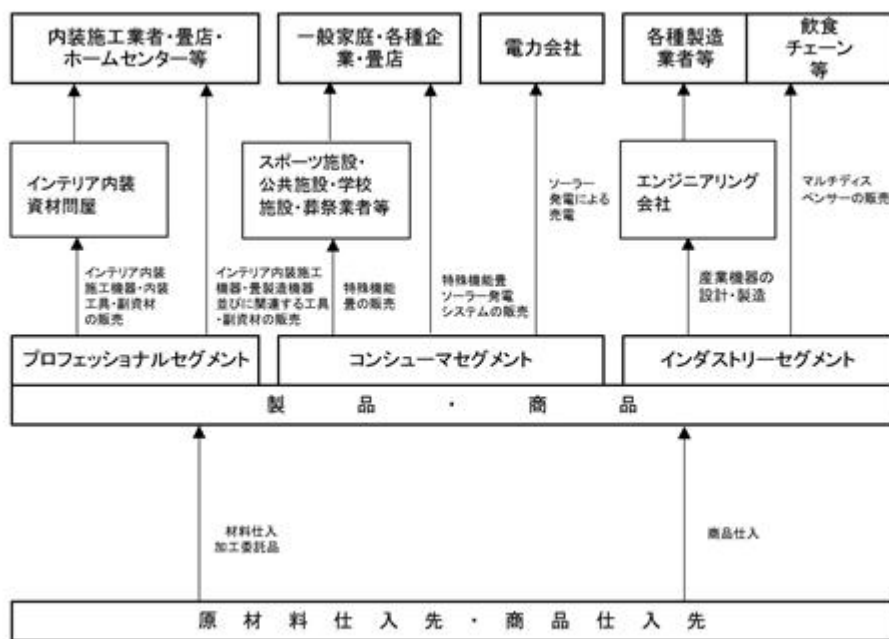 内装施工業者・畳店・
ホームセンター等
一般家庭・各種企
業・畳店
電力会社
各種製造
業者等
飲食
チェーン
等
インテリア内装
資材問屋
スポーツ施設・
公共施設・学校
施設・葬祭業者等
ソーラー
発電による
売電
エンジニアリング
会社
マルチディス
ペンサーの販売
インテリア内装
施工機器・内装
工具・副資材
の販売
インテリア内装施工
機器・畳製造機器
並びに関連する工具
・副資材の販売
特殊機能
畳の販売
特殊機能畳
ソーラー発電
システムの販売
産業機器の
設計・製造
プロフェッショナルセグメント
コンシューマセグメント
インダストリーセグメント
製品・商品
材料仕入
加工委託品
商品仕入
原材料仕入先・商品仕入先